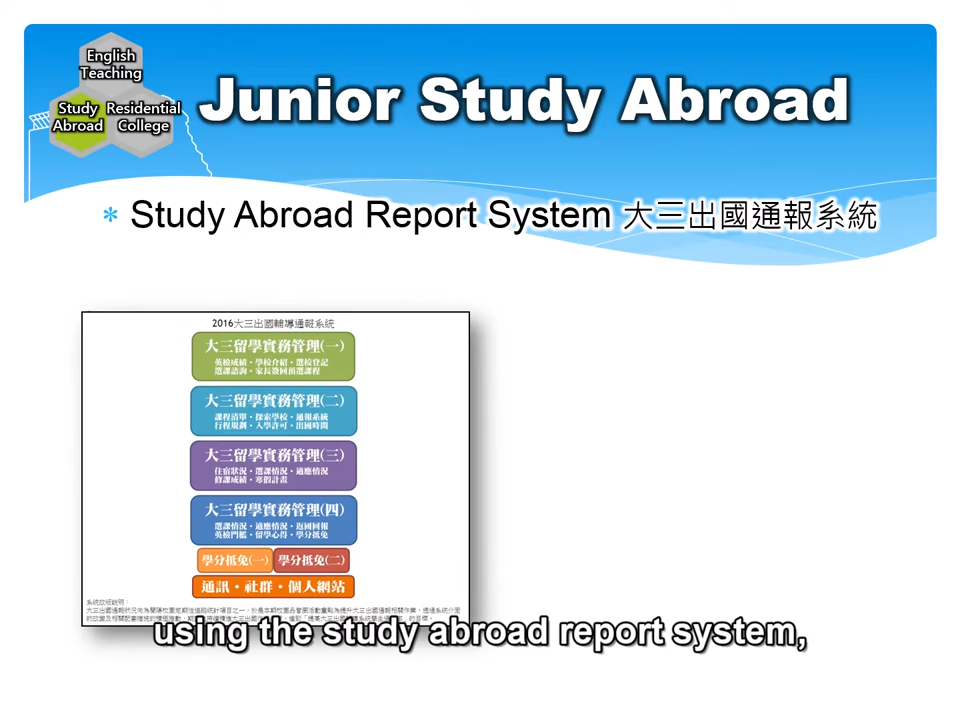 English
Teaching
Study
Abroad
Residential
College
Junior Study Abroad
Study Abroad Report System 大三出國通報系統
2016大三出國輔導通報系統
大三留學實務管理(一)
英檢成績・學校介紹・選校登記
選課諮詢・家長簽回預選課程
大三留學實務管理(二)
課程清單・探索學校・通報系統
行程規劃・入學許可・出國時間
大三留學實務管理(三)
住宿狀況・選課情況・適應情況
修課成績・寒假計畫
大三留學實務管理(四)
選課情況・適應情況・返國回報
英檢門檻・留學心得・學分抵免
學分抵免(一) 學分抵免(二)
通訊・社群・個人網站
系統改版說明：
using the study abroad report system,